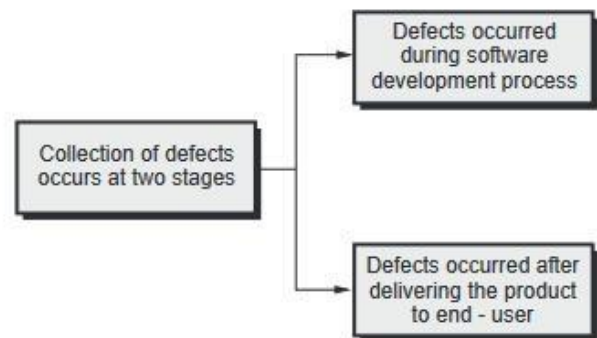 Collection of defects
occurs at two stages
Defects occurred
during software
development process
Defects occurred after
delivering the product
to end - user